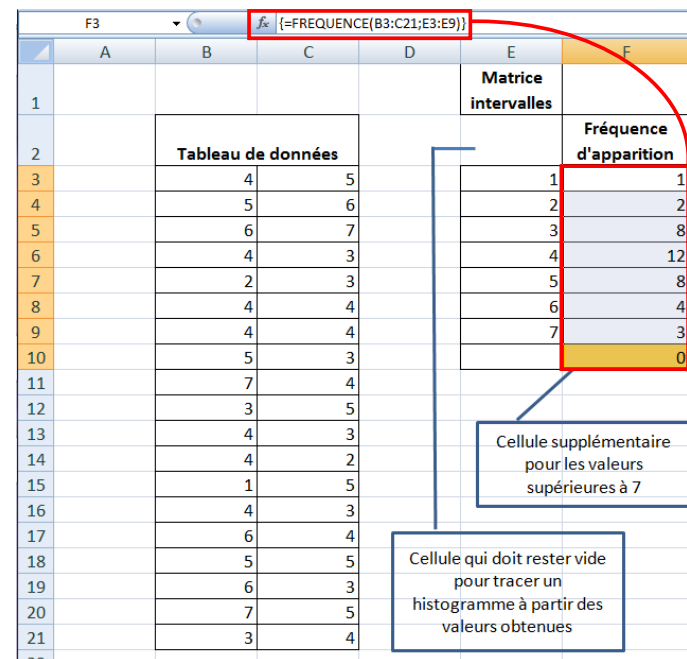 F3 fx {=FREQUENCE(B3:C21;E3:E9)}
A B C D E F
Matrice
1 intervalles
Fréquence
2 Tableau de données d'apparition
3 4 5 1 1
4 5 6 2 2
5 6 7 3 8
6 4 3 4 12
7 2 3 5 8
8 4 4 6 4
9 4 4 7 3
10 5 3 0
11 7 4
12 3 5
13 4 3
14 4 2
15 1 5
16 4 3
17 6 4
18 5 5
19 6 3
20 7 5
21 3 4
Cellule supplémentaire
pour les valeurs
supérieures à 7
Cellule qui doit rester vide
pour tracer un
histogramme à partir des
valeurs obtenues